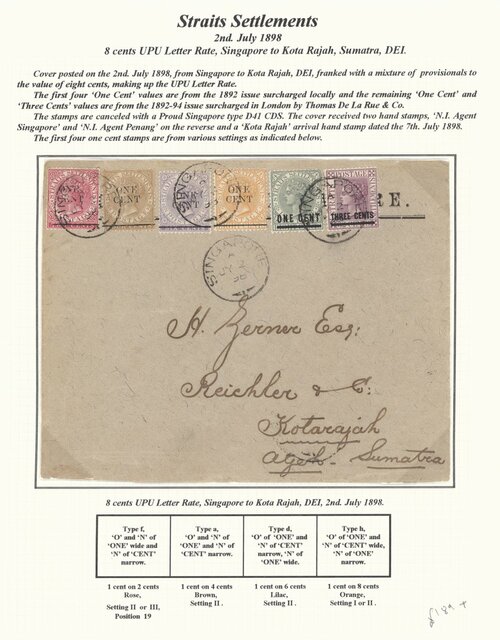 Straits Settlements
2nd. July 1898
8 cents UPU Letter Rate, Singapore to Kota Rajah, Sumatra, DEI.
Cover posted on the 2nd. July 1898, from Singapore to Kota Rajah, DEI, franked with a mixture of provisionals to
the value of eight cents, making up the UPU Letter Rate.
The first four 'One Cent' values are from the 1892 issue surcharged locally and the remaining 'One Cent' and
'Three Cents' values are from the 1892-94 issue surcharged in London by Thomas De La Rue & Co.
The stamps are canceled with a Proud Singapore type D41 CDS. The cover received two hand stamps, 'N.I. Agent
Singapore' and 'N.I. Agent Penang' on the reverse and a 'Kota Rajah' arrival hand stamp dated the 7th. July 1898.
The first four one cent stamps are from various settings as indicated below.
ONE CENT
ONE CENT
ONE CENT
ONE CENT
ONE CENT
THREE CENTS
RE.
SINGAPORE
JY 2
98
H. Gerner Esq:
Reichler & C:
Kotarajah
Sumatra
8 cents UPU Letter Rate, Singapore to Kota Rajah, DEI, 2nd. July 1898.
Type f,
'O' and 'N' of
'ONE' wide and
'N' of 'CENT'
narrow.
Type a,
'O' and 'N' of
'ONE' and 'N' of
'CENT' narrow.
Type d,
'O' of 'ONE' and
'N' of 'CENT'
narrow, 'N' of
'ONE' wide.
Type h,
'O' of 'ONE' and
'N' of 'CENT' wide,
'N' of 'ONE'
narrow.
1 cent on 2 cents
Rose,
Setting II or III,
Position 19
1 cent on 4 cents
Brown,
Setting II .
1 cent on 6 cents
Lilac,
Setting II .
1 cent on 8 cents
Orange,
Setting I or II .